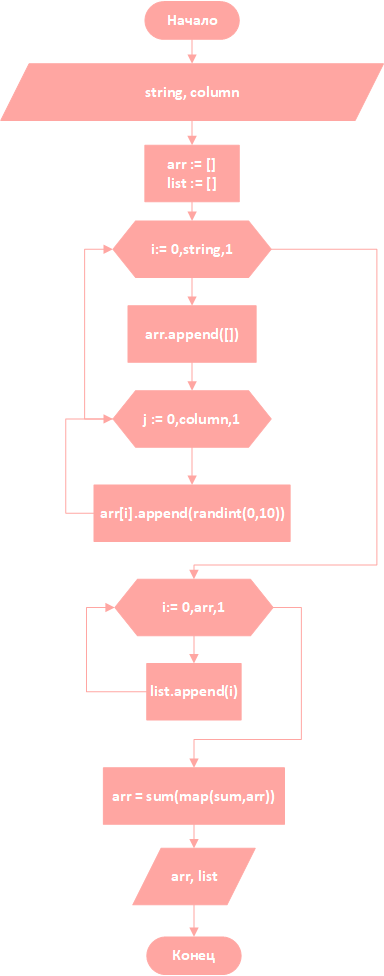 Начало
string, column
arr := []
list := []
i:= 0,string,1
arr.append([])
j := 0,column,1
arr[i].append(randint(0,10))
i:= 0,arr,1
list.append(i)
arr = sum(map(sum,arr))
arr, list
Конец